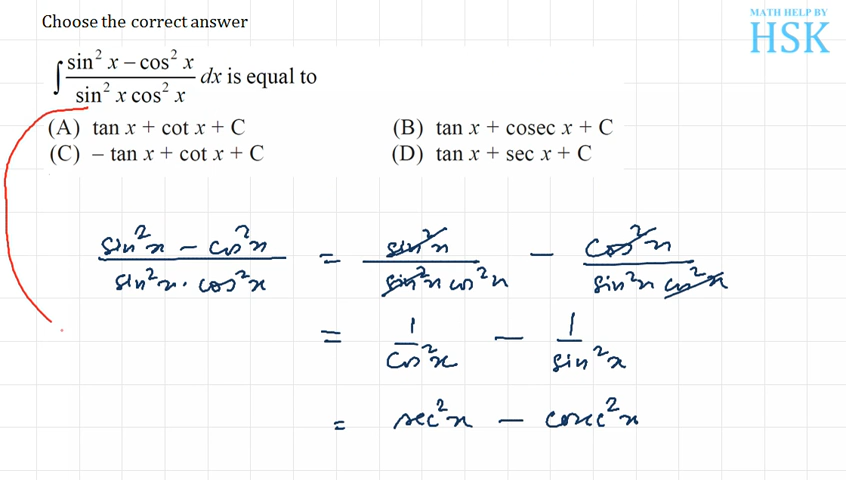 Choose the correct answer
MATH HELP BY
HSK
∫ (sin² x − cos² x)/(sin² x cos² x) dx is equal to
(A) tan x + cot x + C (B) tan x + cosec x + C
(C) − tan x + cot x + C (D) tan x + sec x + C
(sin²x − cos²x)/(sin²x · cos²x) = sin²x/(sin²x cos²x) − cos²x/(sin²x cos²x)
= 1/cos²x − 1/sin²x
= sec²x − cosec²x